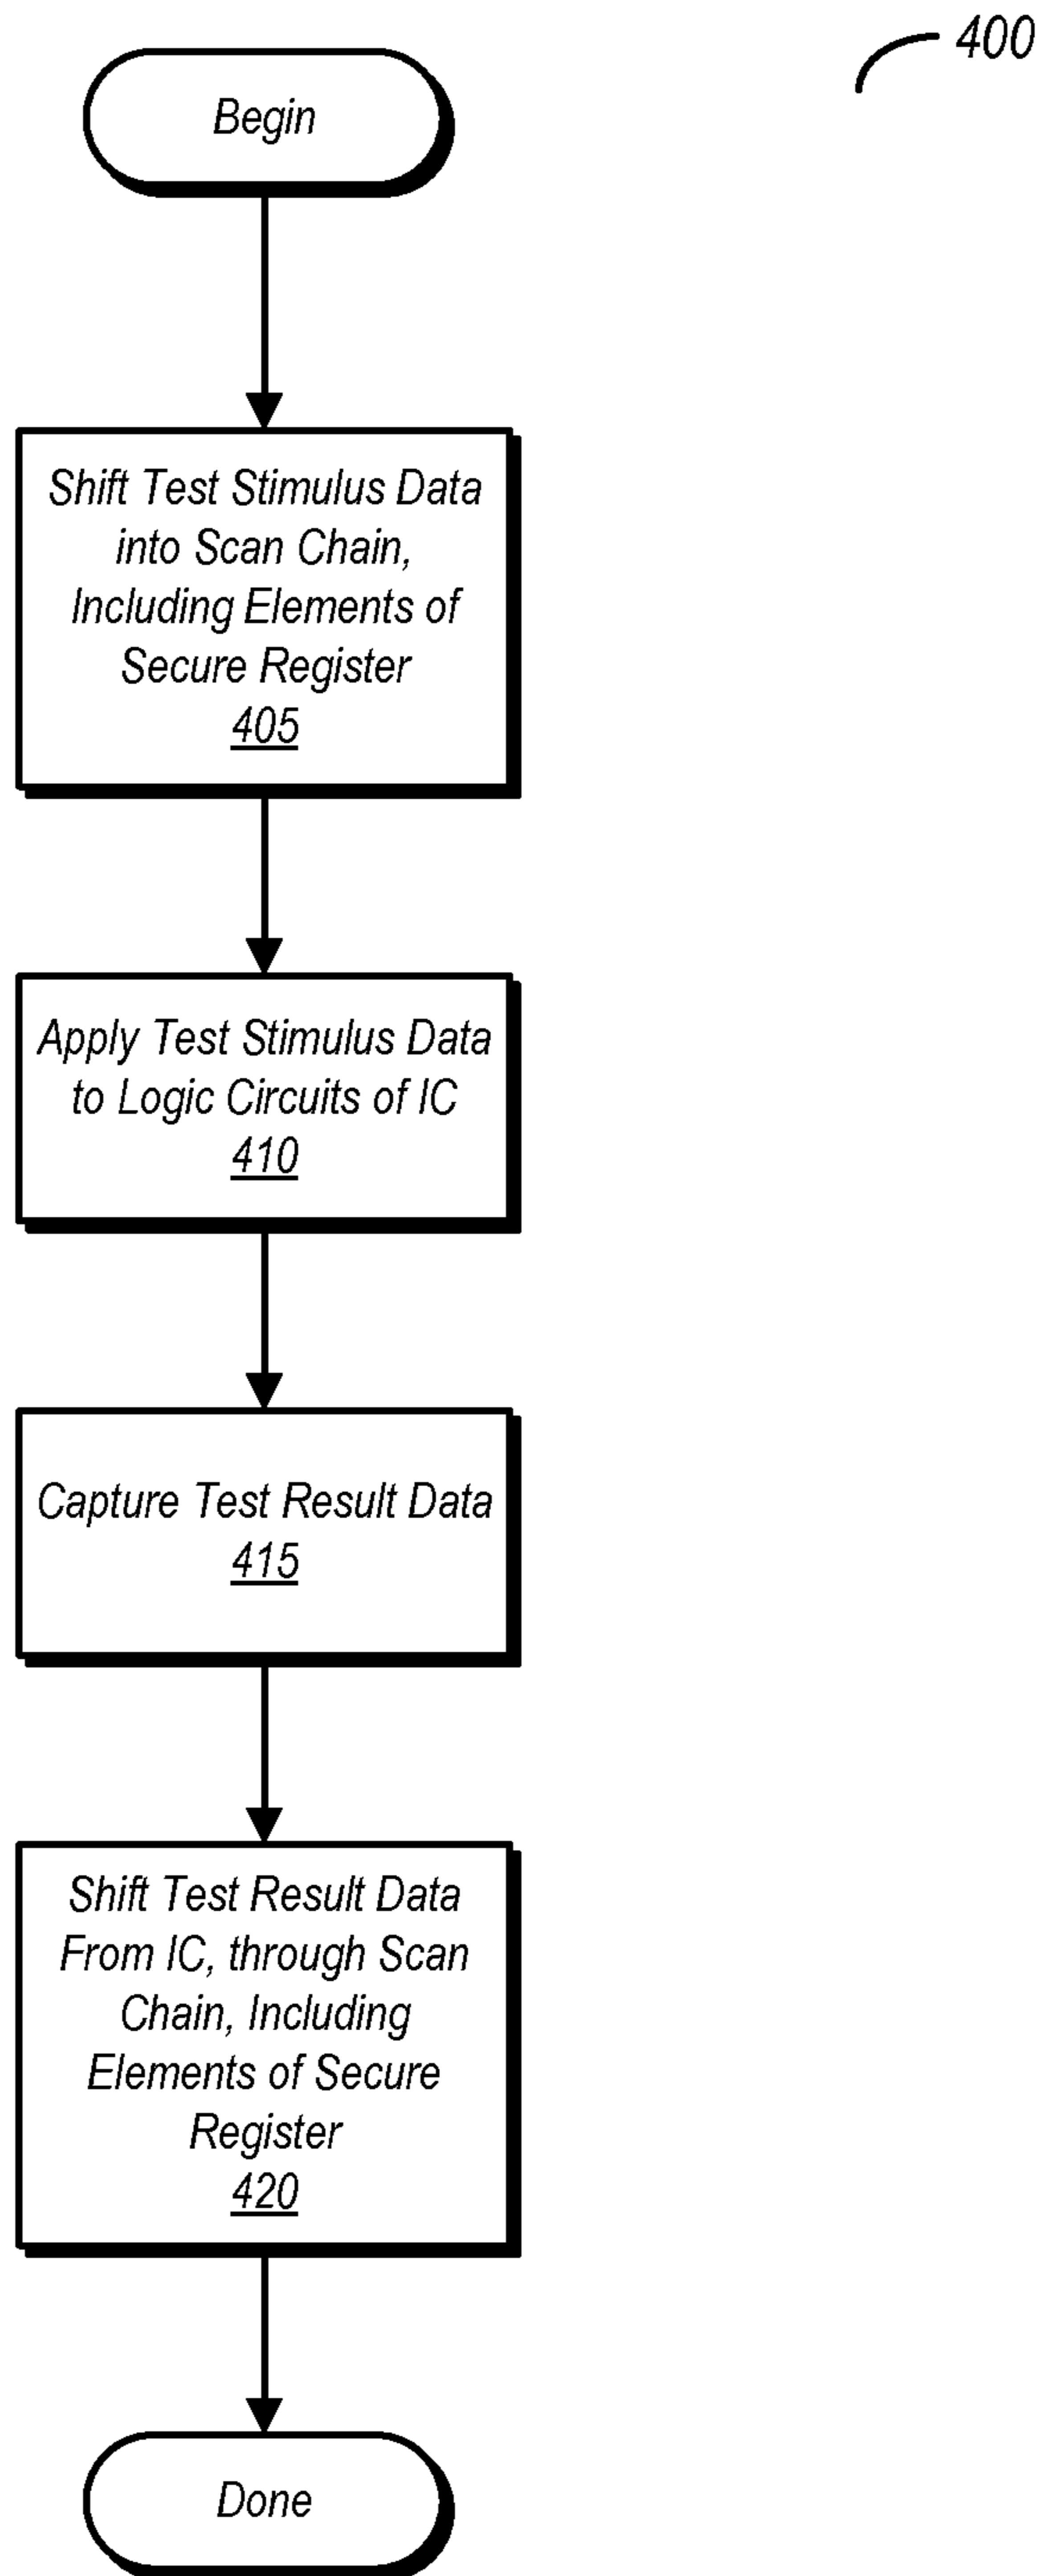 400
Begin
Shift Test Stimulus Data
into Scan Chain,
Including Elements of
Secure Register
405
Apply Test Stimulus Data
to Logic Circuits of IC
410
Capture Test Result Data
415
Shift Test Result Data
From IC, through Scan
Chain, Including
Elements of Secure
Register
420
Done